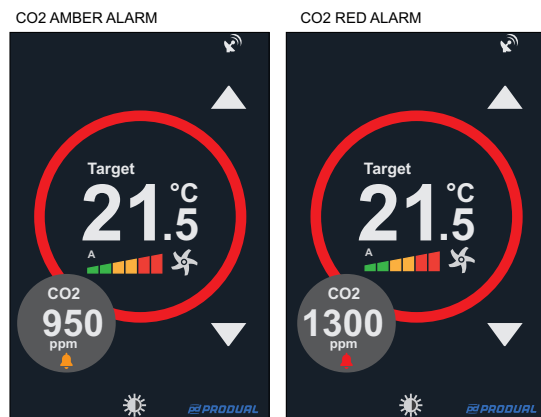 CO2 AMBER ALARM
Target
21.5 °C
A
CO2
950
ppm
PRODUAL
CO2 RED ALARM
Target
21.5 °C
A
CO2
1300
ppm
PRODUAL